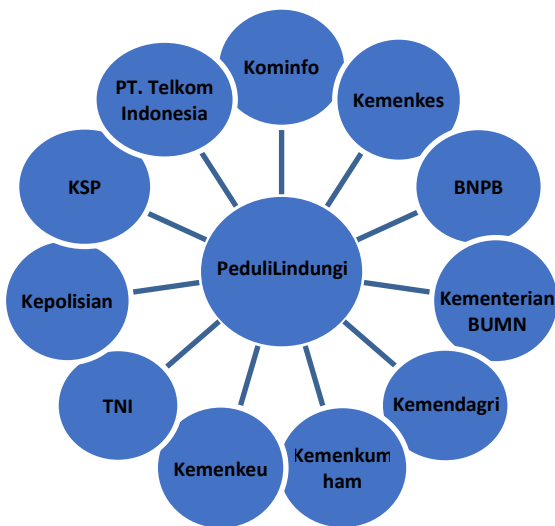 Kominfo
Kemenkes
BNPB
Kementerian
BUMN
Kemendagri
Kemenkum
ham
Kemenkeu
TNI
Kepolisian
KSP
PT. Telkom
Indonesia
PeduliLindungi